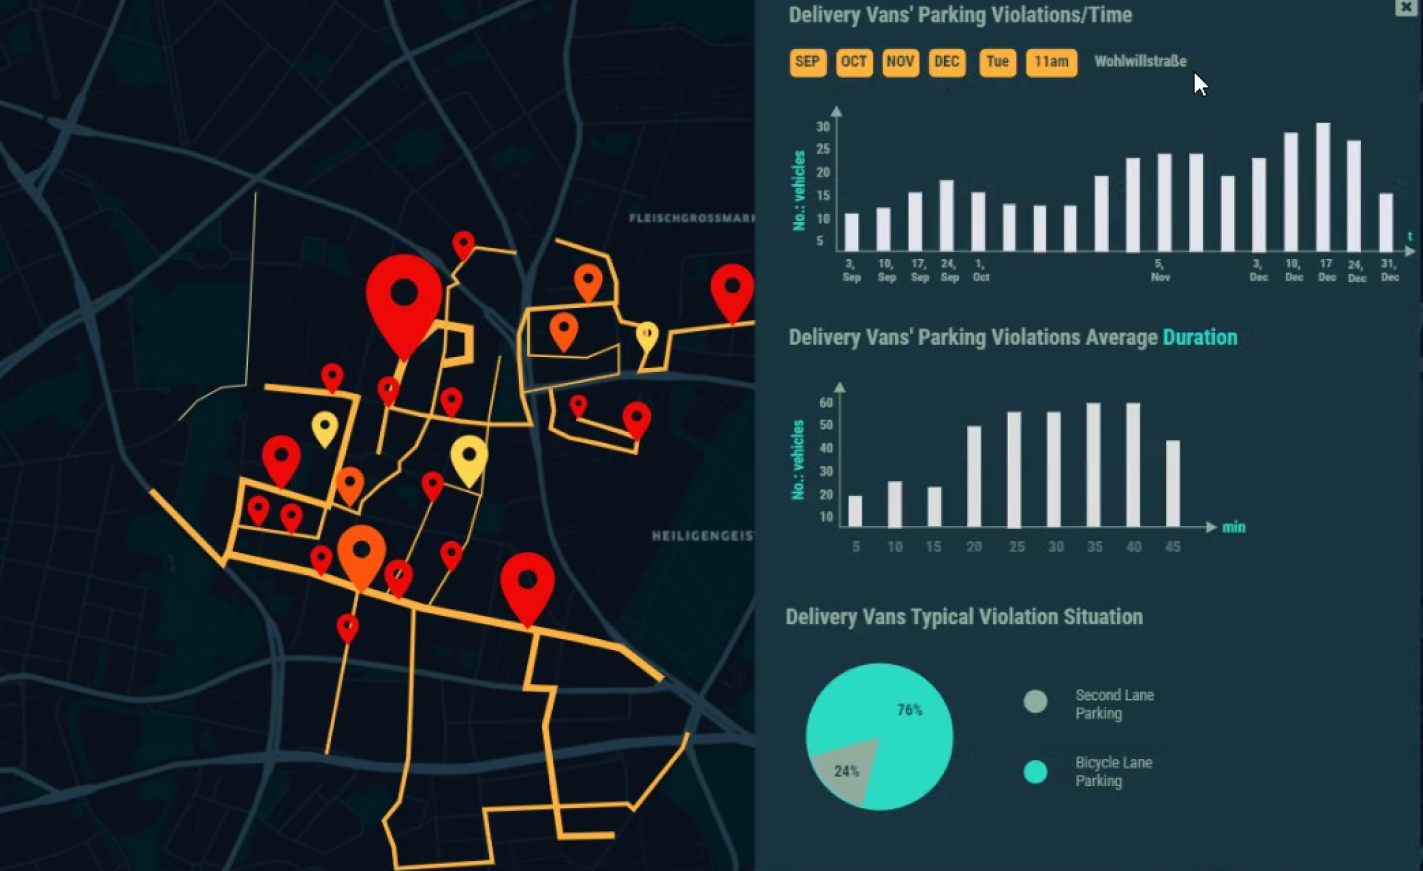 Delivery Vans' Parking Violations/Time
SEP OCT NOV DEC Tue 11am Wohlwillstraße
No.: vehicles
30
25
20
15
10
5
t
3, 10, 17, 24, 1, 5, 3, 10, 17 24, 31,
Sep Sep Sep Sep Oct Nov Dec Dec Dec Dec Dec
FLEISCHGROSSMARK
Delivery Vans' Parking Violations Average Duration
No.: vehicles
60
50
40
30
20
10
min
5 10 15 20 25 30 35 40 45
HEILIGENGEIS
Delivery Vans Typical Violation Situation
76%
24%
Second Lane
Parking
Bicycle Lane
Parking